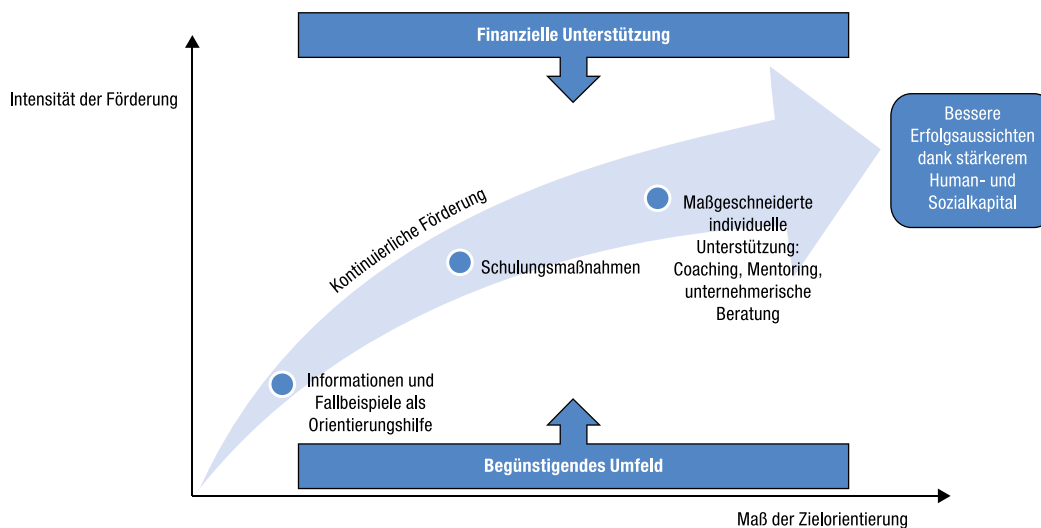 Finanzielle Unterstützung
Intensität der Förderung
Bessere
Erfolgsaussichten
dank stärkerem
Human- und
Sozialkapital
Kontinuierliche Förderung
Maßgeschneiderte
individuelle
Unterstützung:
Coaching, Mentoring,
unternehmerische
Beratung
Schulungsmaßnahmen
Informationen und
Fallbeispiele als
Orientierungshilfe
Begünstigendes Umfeld
Maß der Zielorientierung